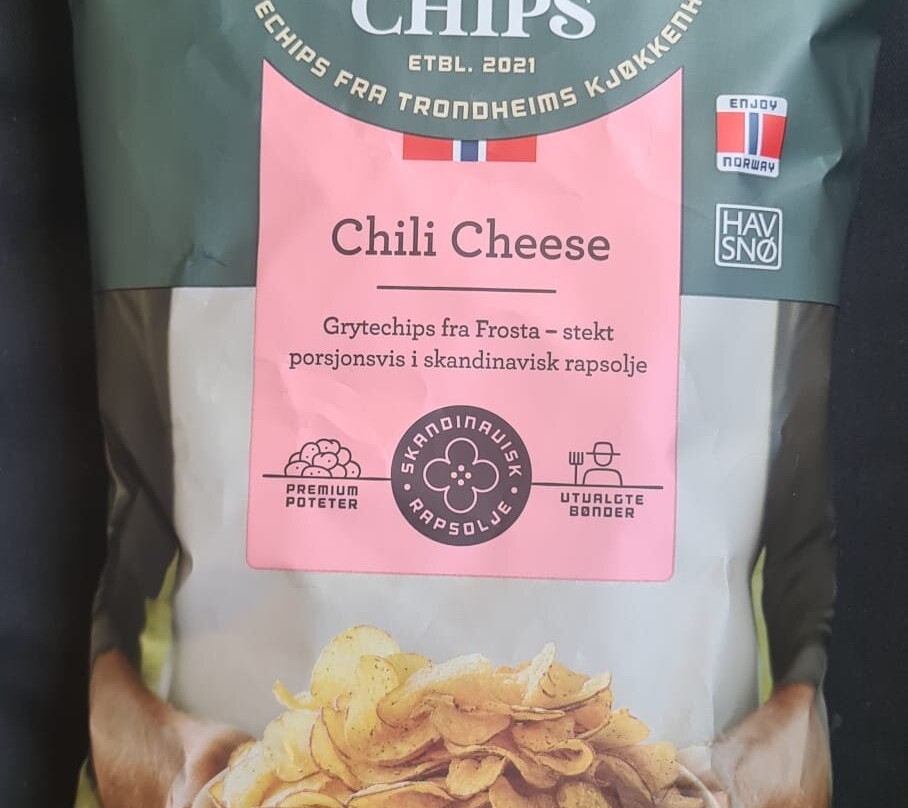 CHIPS
ETBL. 2021
ECHIPS FRA TRONDHEIMS KJØKKENH
ENJOY
NORWAY
HAV
SNØ
Chili Cheese
Grytechips fra Frosta – stekt
porsjonsvis i skandinavisk rapsolje
SKANDINAVISK
RAPSOLJE
PREMIUM
POTETER
UTVALGTE
BØNDER